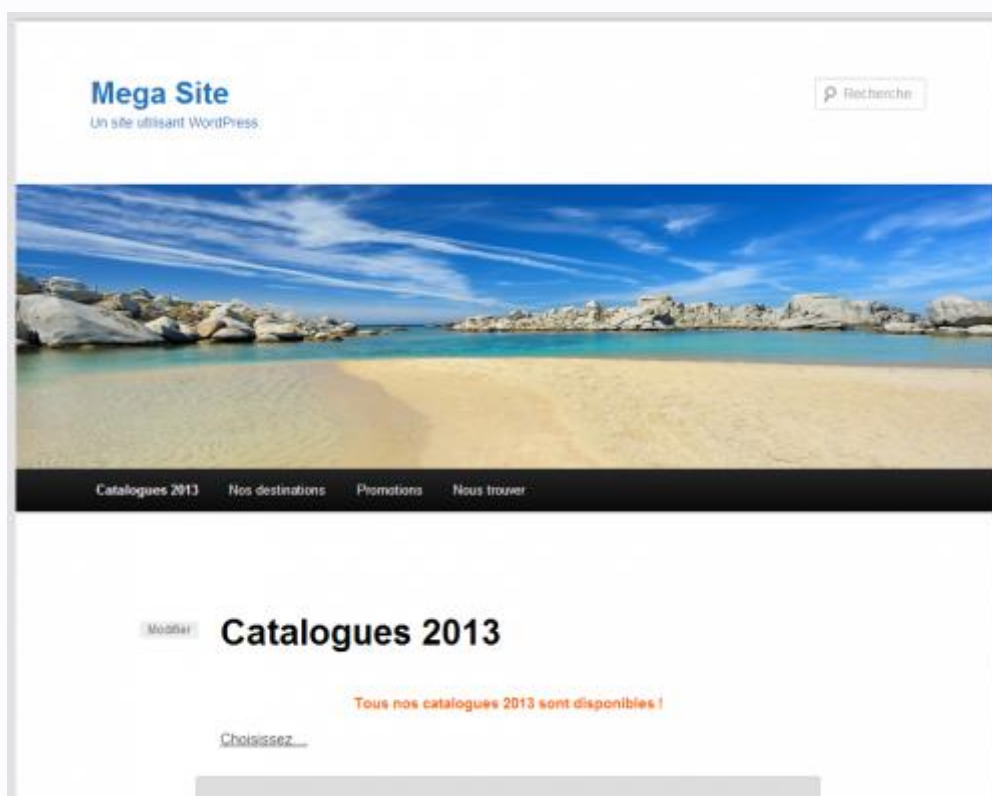 Mega Site
Un site utilisant WordPress
Recherche
Catalogues 2013 Nos destinations Promotions Nous trouver
Modifier
Catalogues 2013
Tous nos catalogues 2013 sont disponibles !
Choisissez....